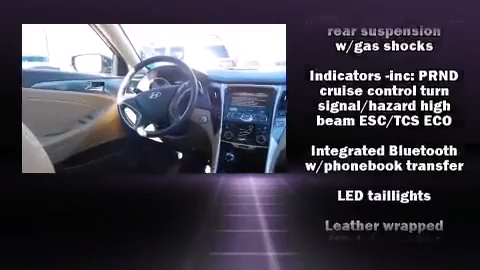 rear suspension
w/gas shocks
Indicators -inc: PRND
cruise control turn
signal/hazard high
beam ESC/TCS ECO
Integrated Bluetooth
w/phonebook transfer
LED taillights
Leather wrapped